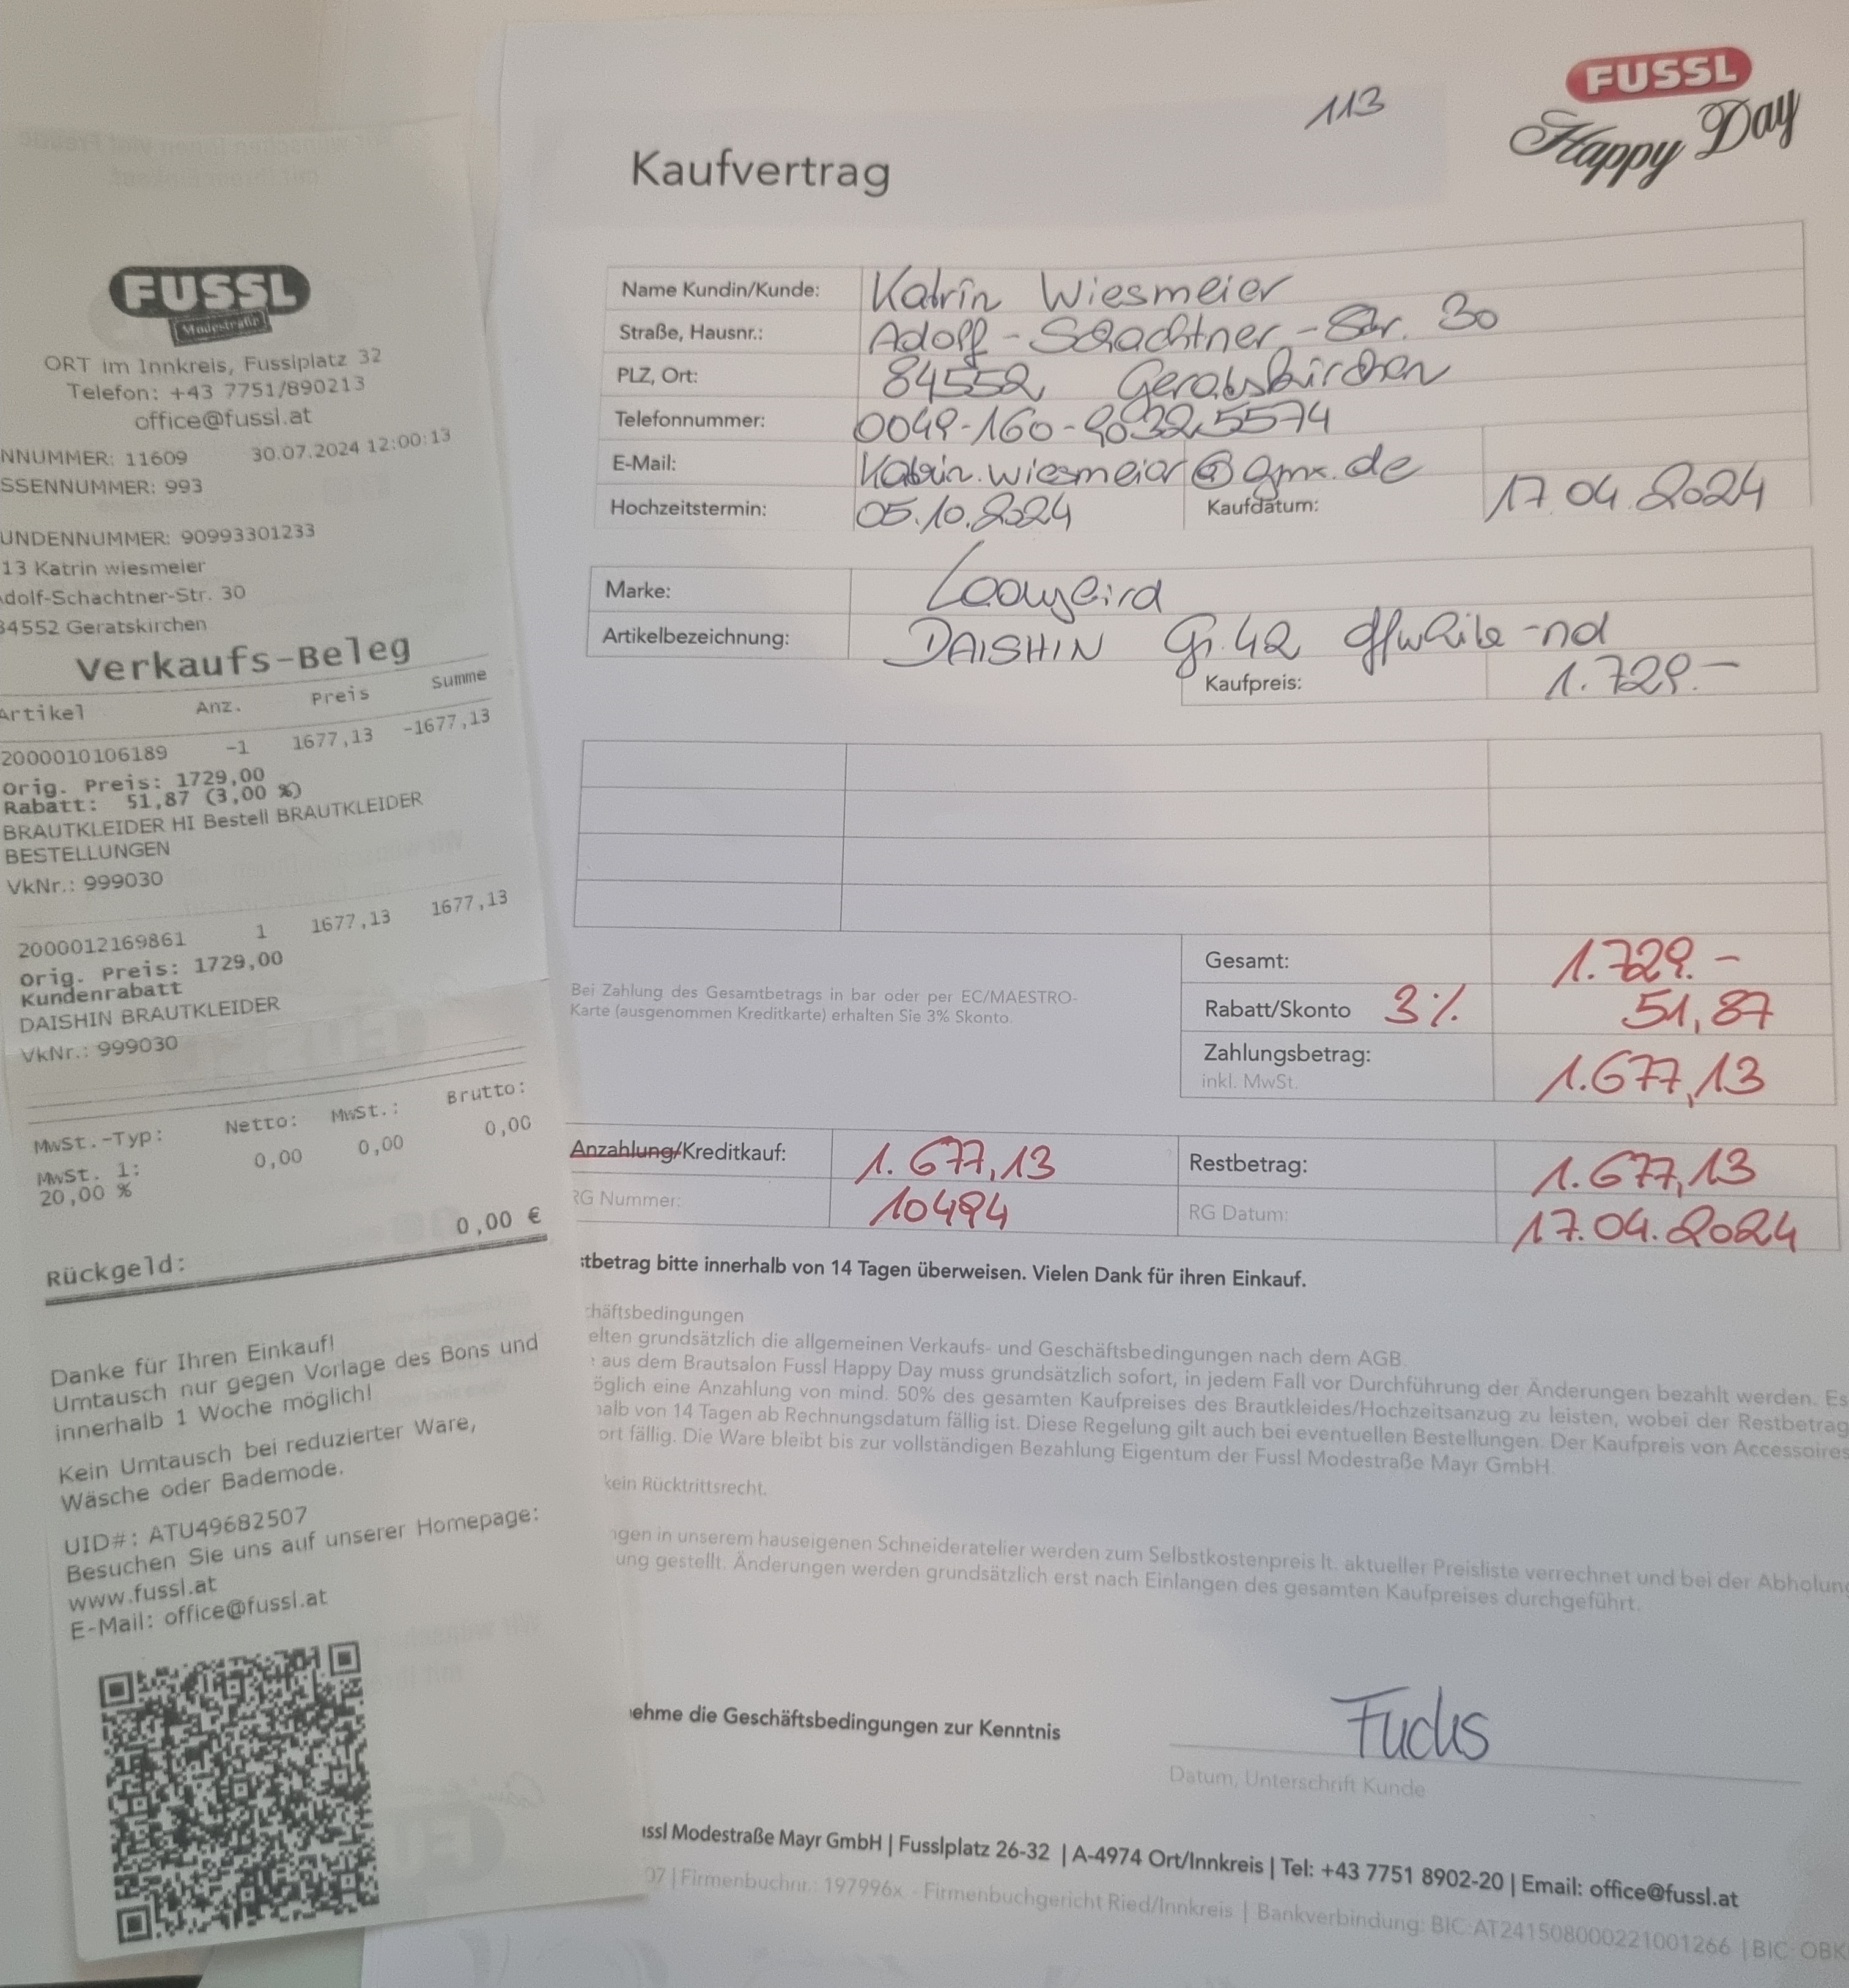 FUSSL
Modestraße
ORT im Innkreis, Fusslplatz 32
Telefon: +43 7751/890213
office@fussl.at
NNUMMER: 11609 30.07.2024 12:00:13
SSENNUMMER: 993
UNDENNUMMER: 90993301233
13 Katrin wiesmeier
dolf-Schachtner-Str. 30
84552 Geratskirchen
Verkaufs-Beleg
Artikel Anz. Preis Summe
2000010106189 -1 1677,13 -1677,13
Orig. Preis: 1729,00
Rabatt: 51,87 (3,00 %)
BRAUTKLEIDER HI Bestell BRAUTKLEIDER
BESTELLUNGEN
VkNr.: 999030
2000012169861 1 1677,13 1677,13
Orig. Preis: 1729,00
Kundenrabatt
DAISHIN BRAUTKLEIDER
VkNr.: 999030
MwSt.-Typ: Netto: MwSt.: Brutto:
MwSt. 1: 0,00 0,00 0,00
20,00 %
0,00 €
Rückgeld:
Danke für Ihren Einkauf!
Umtausch nur gegen Vorlage des Bons und
innerhalb 1 Woche möglich!
Kein Umtausch bei reduzierter Ware,
Wäsche oder Bademode.
UID#: ATU49682507
Besuchen Sie uns auf unserer Homepage:
www.fussl.at
E-Mail: office@fussl.at
113
FUSSL
Happy Day
Kaufvertrag
Name Kundin/Kunde: Katrin Wiesmeier
Straße, Hausnr.: Adolf-Schachtner-Str. 30
PLZ, Ort: 84552 Geratskirchen
Telefonnummer: 0049-160-90325574
E-Mail: Katrin.wiesmeier@gmx.de
Hochzeitstermin: 05.10.2024 Kaufdatum: 17.04.2024
Marke:
Artikelbezeichnung: DAISHIN Gr.42 offwhite-nd
Kaufpreis: 1.729.-
Gesamt: 1.729.-
Bei Zahlung des Gesamtbetrags in bar oder per EC/MAESTRO-
Karte (ausgenommen Kreditkarte) erhalten Sie 3% Skonto.
Rabatt/Skonto 3% 51,87
Zahlungsbetrag: 1.677,13
inkl. MwSt.
Anzahlung/Kreditkauf: 1.677,13 Restbetrag: 1.677,13
RG Nummer: 10494 RG Datum: 17.04.2024
stbetrag bitte innerhalb von 14 Tagen überweisen. Vielen Dank für ihren Einkauf.
chäftsbedingungen
elten grundsätzlich die allgemeinen Verkaufs- und Geschäftsbedingungen nach dem AGB.
aus dem Brautsalon Fussl Happy Day muss grundsätzlich sofort, in jedem Fall vor Durchführung der Änderungen bezahlt werden. Es
öglich eine Anzahlung von mind. 50% des gesamten Kaufpreises des Brautkleides/Hochzeitsanzug zu leisten, wobei der Restbetrag
halb von 14 Tagen ab Rechnungsdatum fällig ist. Diese Regelung gilt auch bei eventuellen Bestellungen. Der Kaufpreis von Accessoires
ort fällig. Die Ware bleibt bis zur vollständigen Bezahlung Eigentum der Fussl Modestraße Mayr GmbH.
kein Rücktrittsrecht.
ngen in unserem hauseigenen Schneideratelier werden zum Selbstkostenpreis lt. aktueller Preisliste verrechnet und bei der Abholung
ung gestellt. Änderungen werden grundsätzlich erst nach Einlangen des gesamten Kaufpreises durchgeführt.
ehme die Geschäftsbedingungen zur Kenntnis
Fuchs
Datum, Unterschrift Kunde
ussl Modestraße Mayr GmbH | Fusslplatz 26-32 | A-4974 Ort/Innkreis | Tel: +43 7751 8902-20 | Email: office@fussl.at
07 | Firmenbuchnr.: 197996x · Firmenbuchgericht Ried/Innkreis | Bankverbindung: BIC:AT241508000221001266 | BIC: OBK